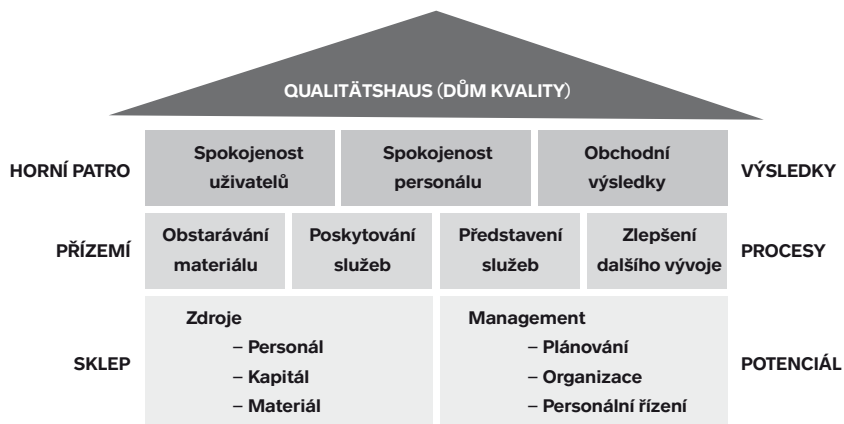 QUALITÄTSHAUS (DŮM KVALITY)
HORNÍ PATRO
Spokojenost
uživatelů
Spokojenost
personálu
Obchodní
výsledky
VÝSLEDKY
PŘÍZEMÍ
Obstarávání
materiálu
Poskytování
služeb
Představení
služeb
Zlepšení
dalšího vývoje
PROCESY
SKLEP
Zdroje
– Personál
– Kapitál
– Materiál
Management
– Plánování
– Organizace
– Personální řízení
POTENCIÁL